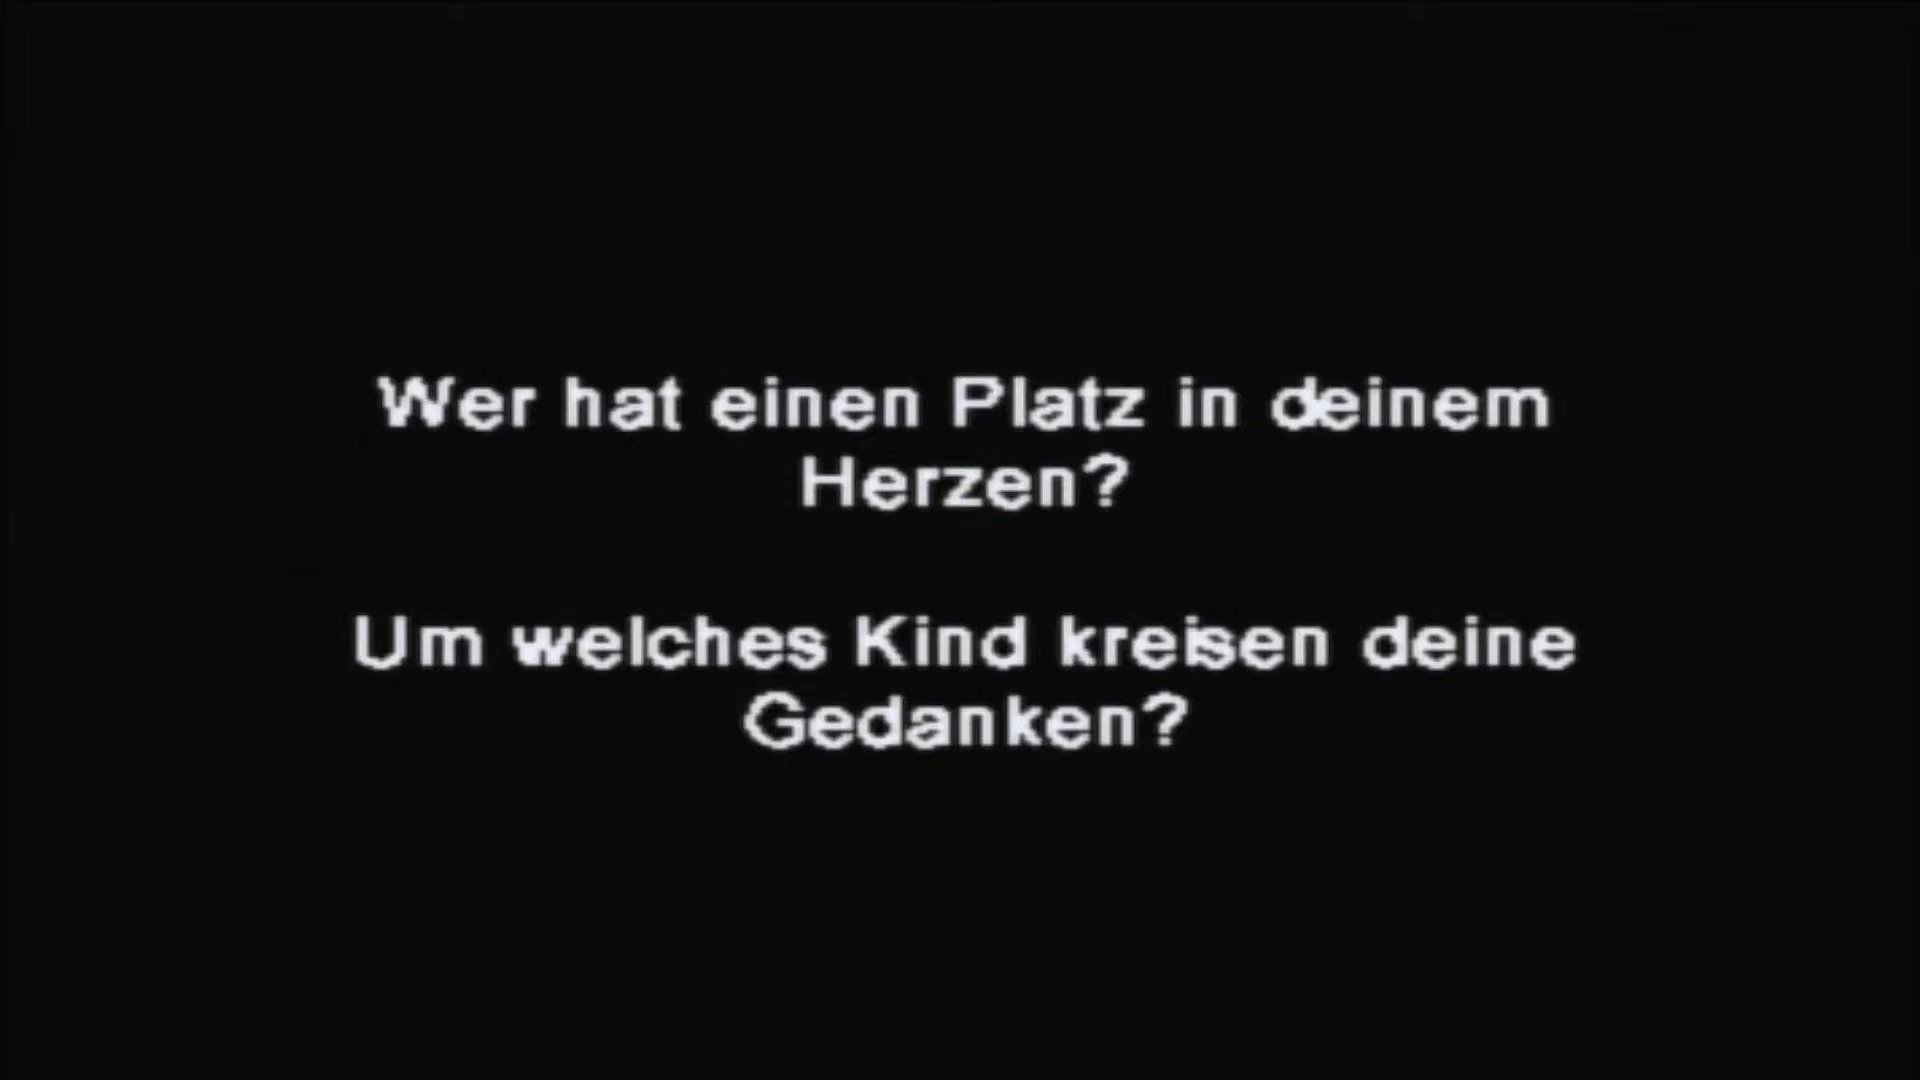 Wer hat einen Platz in deinem
Herzen?
Um welches Kind kreisen deine
Gedanken?